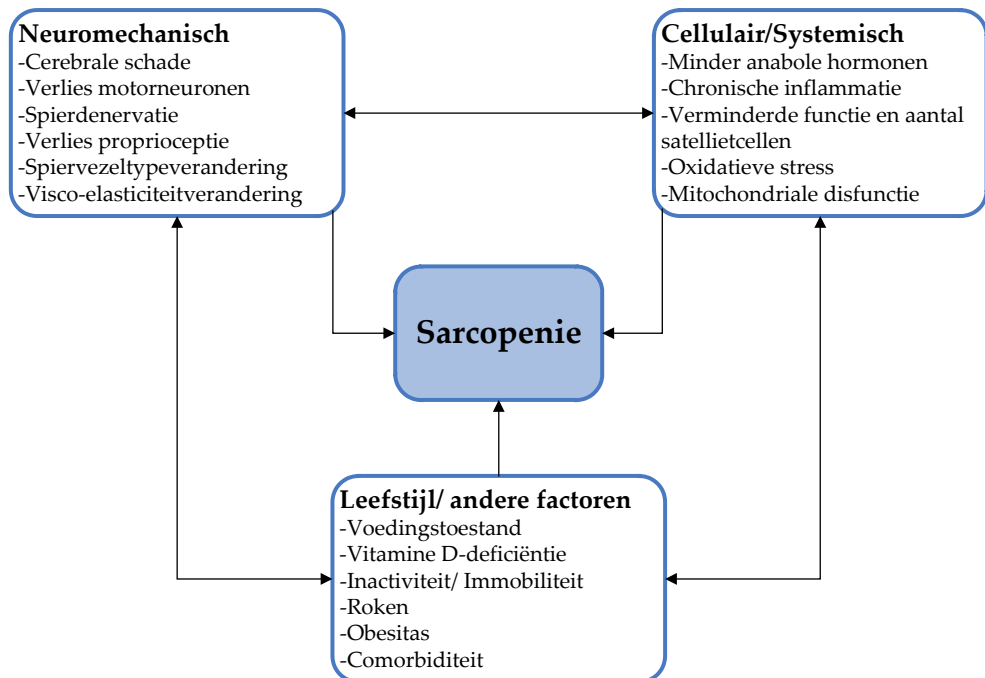 Neuromechanisch
-Cerebrale schade
-Verlies motorneuronen
-Spierdenervatie
-Verlies proprioceptie
-Spiervezeltypeverandering
-Visco-elasticiteitverandering
Cellulair/Systemisch
-Minder anabole hormonen
-Chronische inflammatie
-Verminderde functie en aantal
satellietcellen
-Oxidatieve stress
-Mitochondriale disfunctie
Sarcopenie
Leefstijl/ andere factoren
-Voedingstoestand
-Vitamine D-deficiëntie
-Inactiviteit/ Immobiliteit
-Roken
-Obesitas
-Comorbiditeit